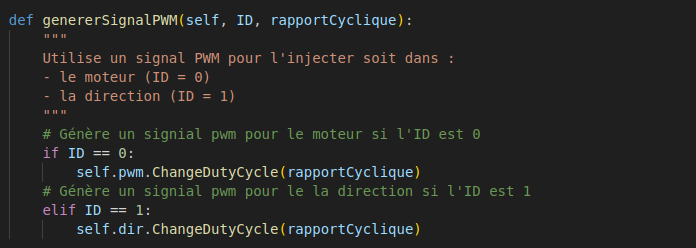 def genererSignalPWM(self, ID, rapportCyclique):
"""
Utilise un signal PWM pour l'injecter soit dans :
- le moteur (ID = 0)
- la direction (ID = 1)
"""
# Génère un signial pwm pour le moteur si l'ID est 0
if ID == 0:
self.pwm.ChangeDutyCycle(rapportCyclique)
# Génère un signial pwm pour le la direction si l'ID est 1
elif ID == 1:
self.dir.ChangeDutyCycle(rapportCyclique)